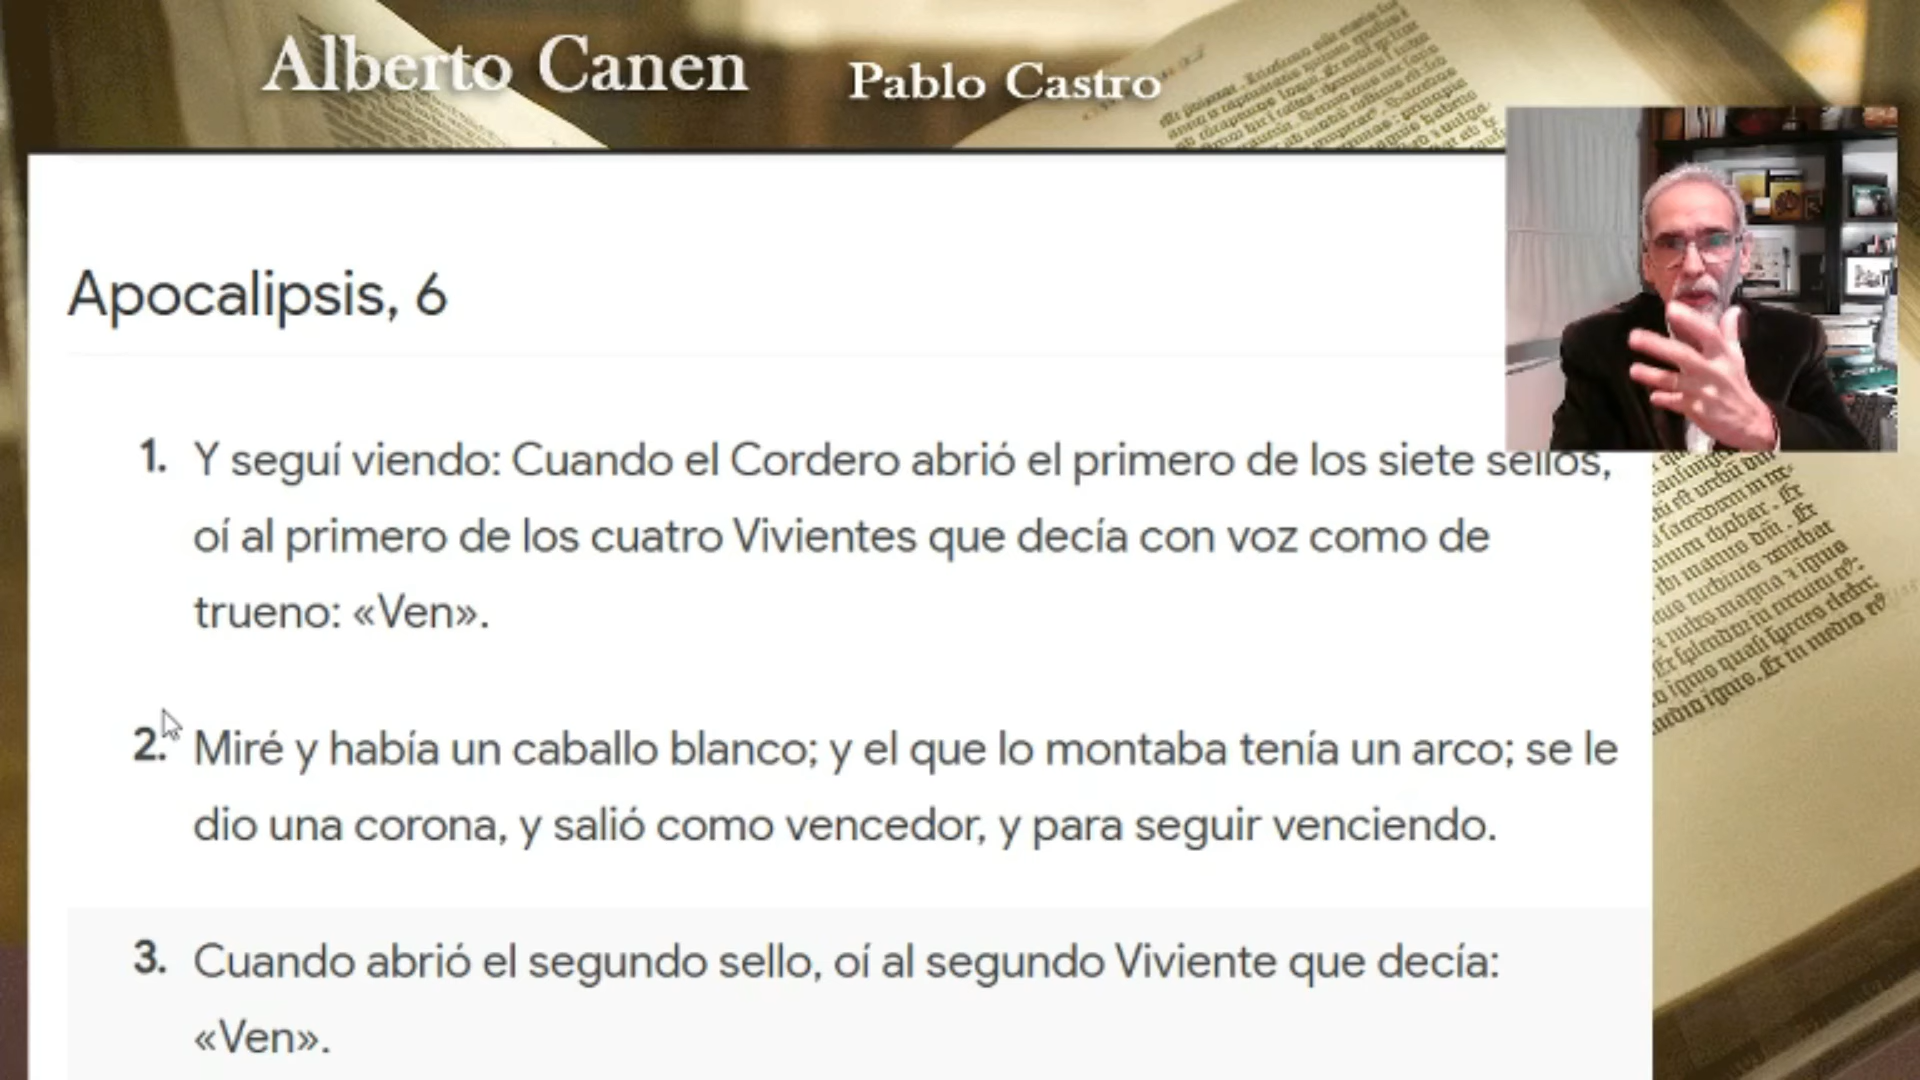 Alberto Canen
Pablo Castro
Apocalipsis, 6
1. Y seguí viendo: Cuando el Cordero abrió el primero de los siete sellos,
oí al primero de los cuatro Vivientes que decía con voz como de
trueno: «Ven».
2. Miré y había un caballo blanco; y el que lo montaba tenía un arco; se le
dio una corona, y salió como vencedor, y para seguir venciendo.
3. Cuando abrió el segundo sello, oí al segundo Viviente que decía:
«Ven».